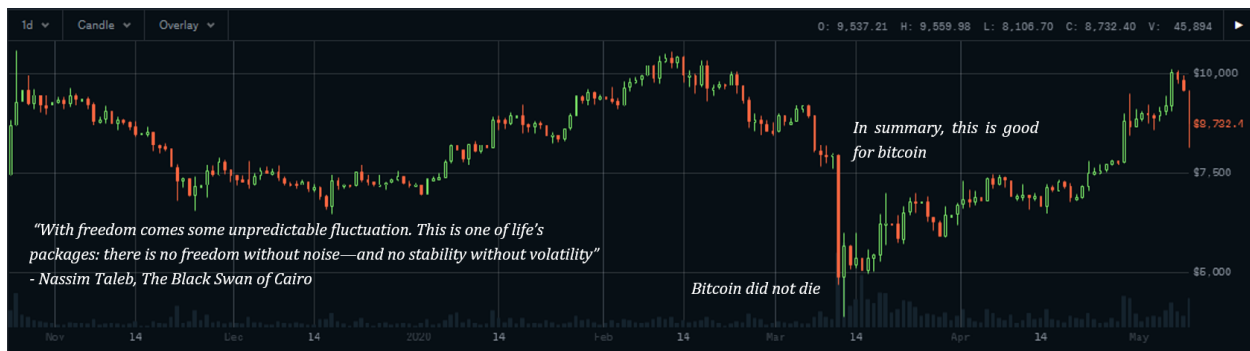 1d Candle Overlay O: 9,537.21 H: 9,559.98 L: 8,106.70 C: 8,732.40 V: 45,894
$10,000
In summary, this is good
for bitcoin
$8,732.4
$7,500
“With freedom comes some unpredictable fluctuation. This is one of life’s
packages: there is no freedom without noise—and no stability without volatility”
- Nassim Taleb, The Black Swan of Cairo
Bitcoin did not die
$5,000
Nov 14 Dec 14 2020 14 Feb 14 Mar 14 Apr 14 May